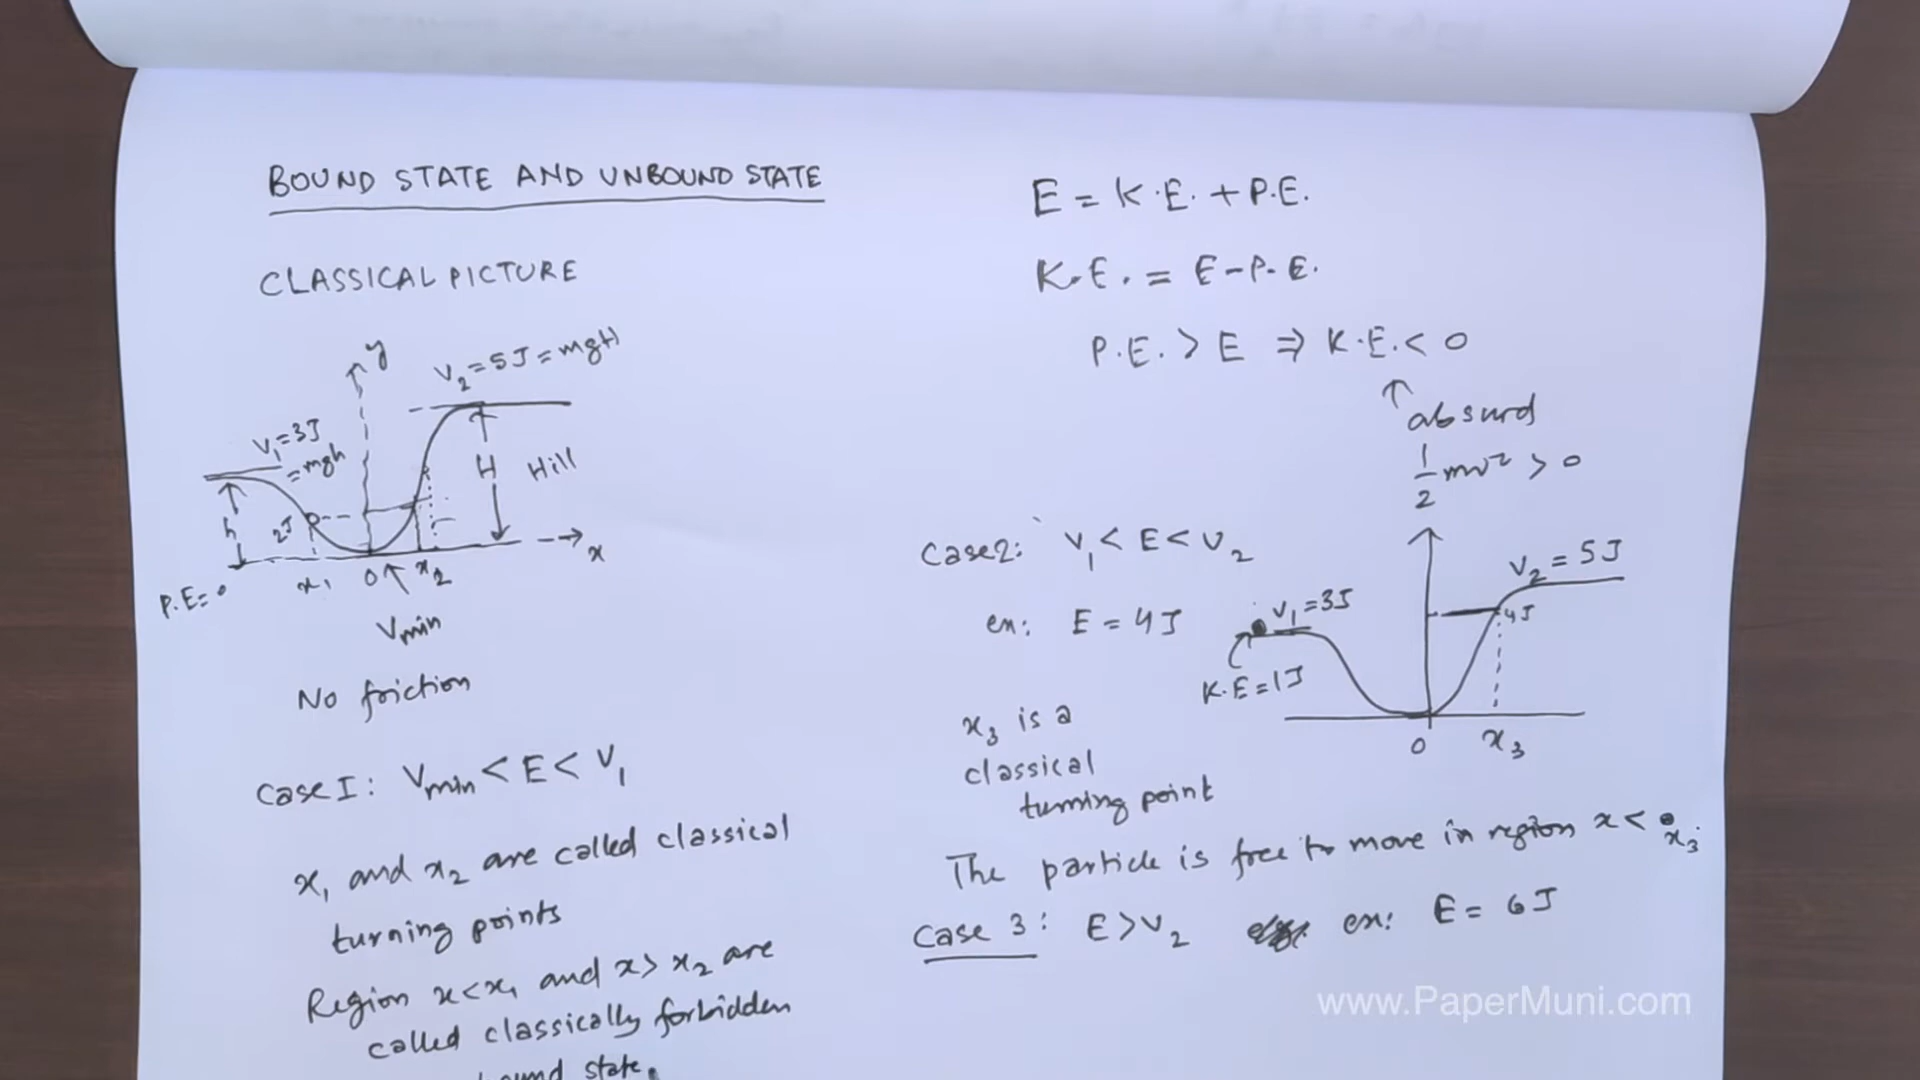 BOUND STATE AND UNBOUND STATE
CLASSICAL PICTURE
y
V₂ = 5J = mgH
V₁ = 3J
= mgh
H Hill
h
2J
x
P.E = 0
x₁ 0 x₂
Vmin
No friction
Case I: Vmin < E < V₁
x₁ and x₂ are called classical
turning points
Region x < x₁ and x > x₂ are
called classically forbidden
bound state.
E = K.E. + P.E.
K.E. = E - P.E.
P.E. > E ⇒ K.E. < 0
absurd
1/2 mv² > 0
Case 2: V₁ < E < V₂
ex: E = 4J
V₂ = 5J
V₁ = 3J
4J
K.E = 1J
0 x₃
x₃ is a
classical
turning point
The particle is free to move in region x < x₃
Case 3: E > V₂ ex: E = 6J
www.PaperMuni.com